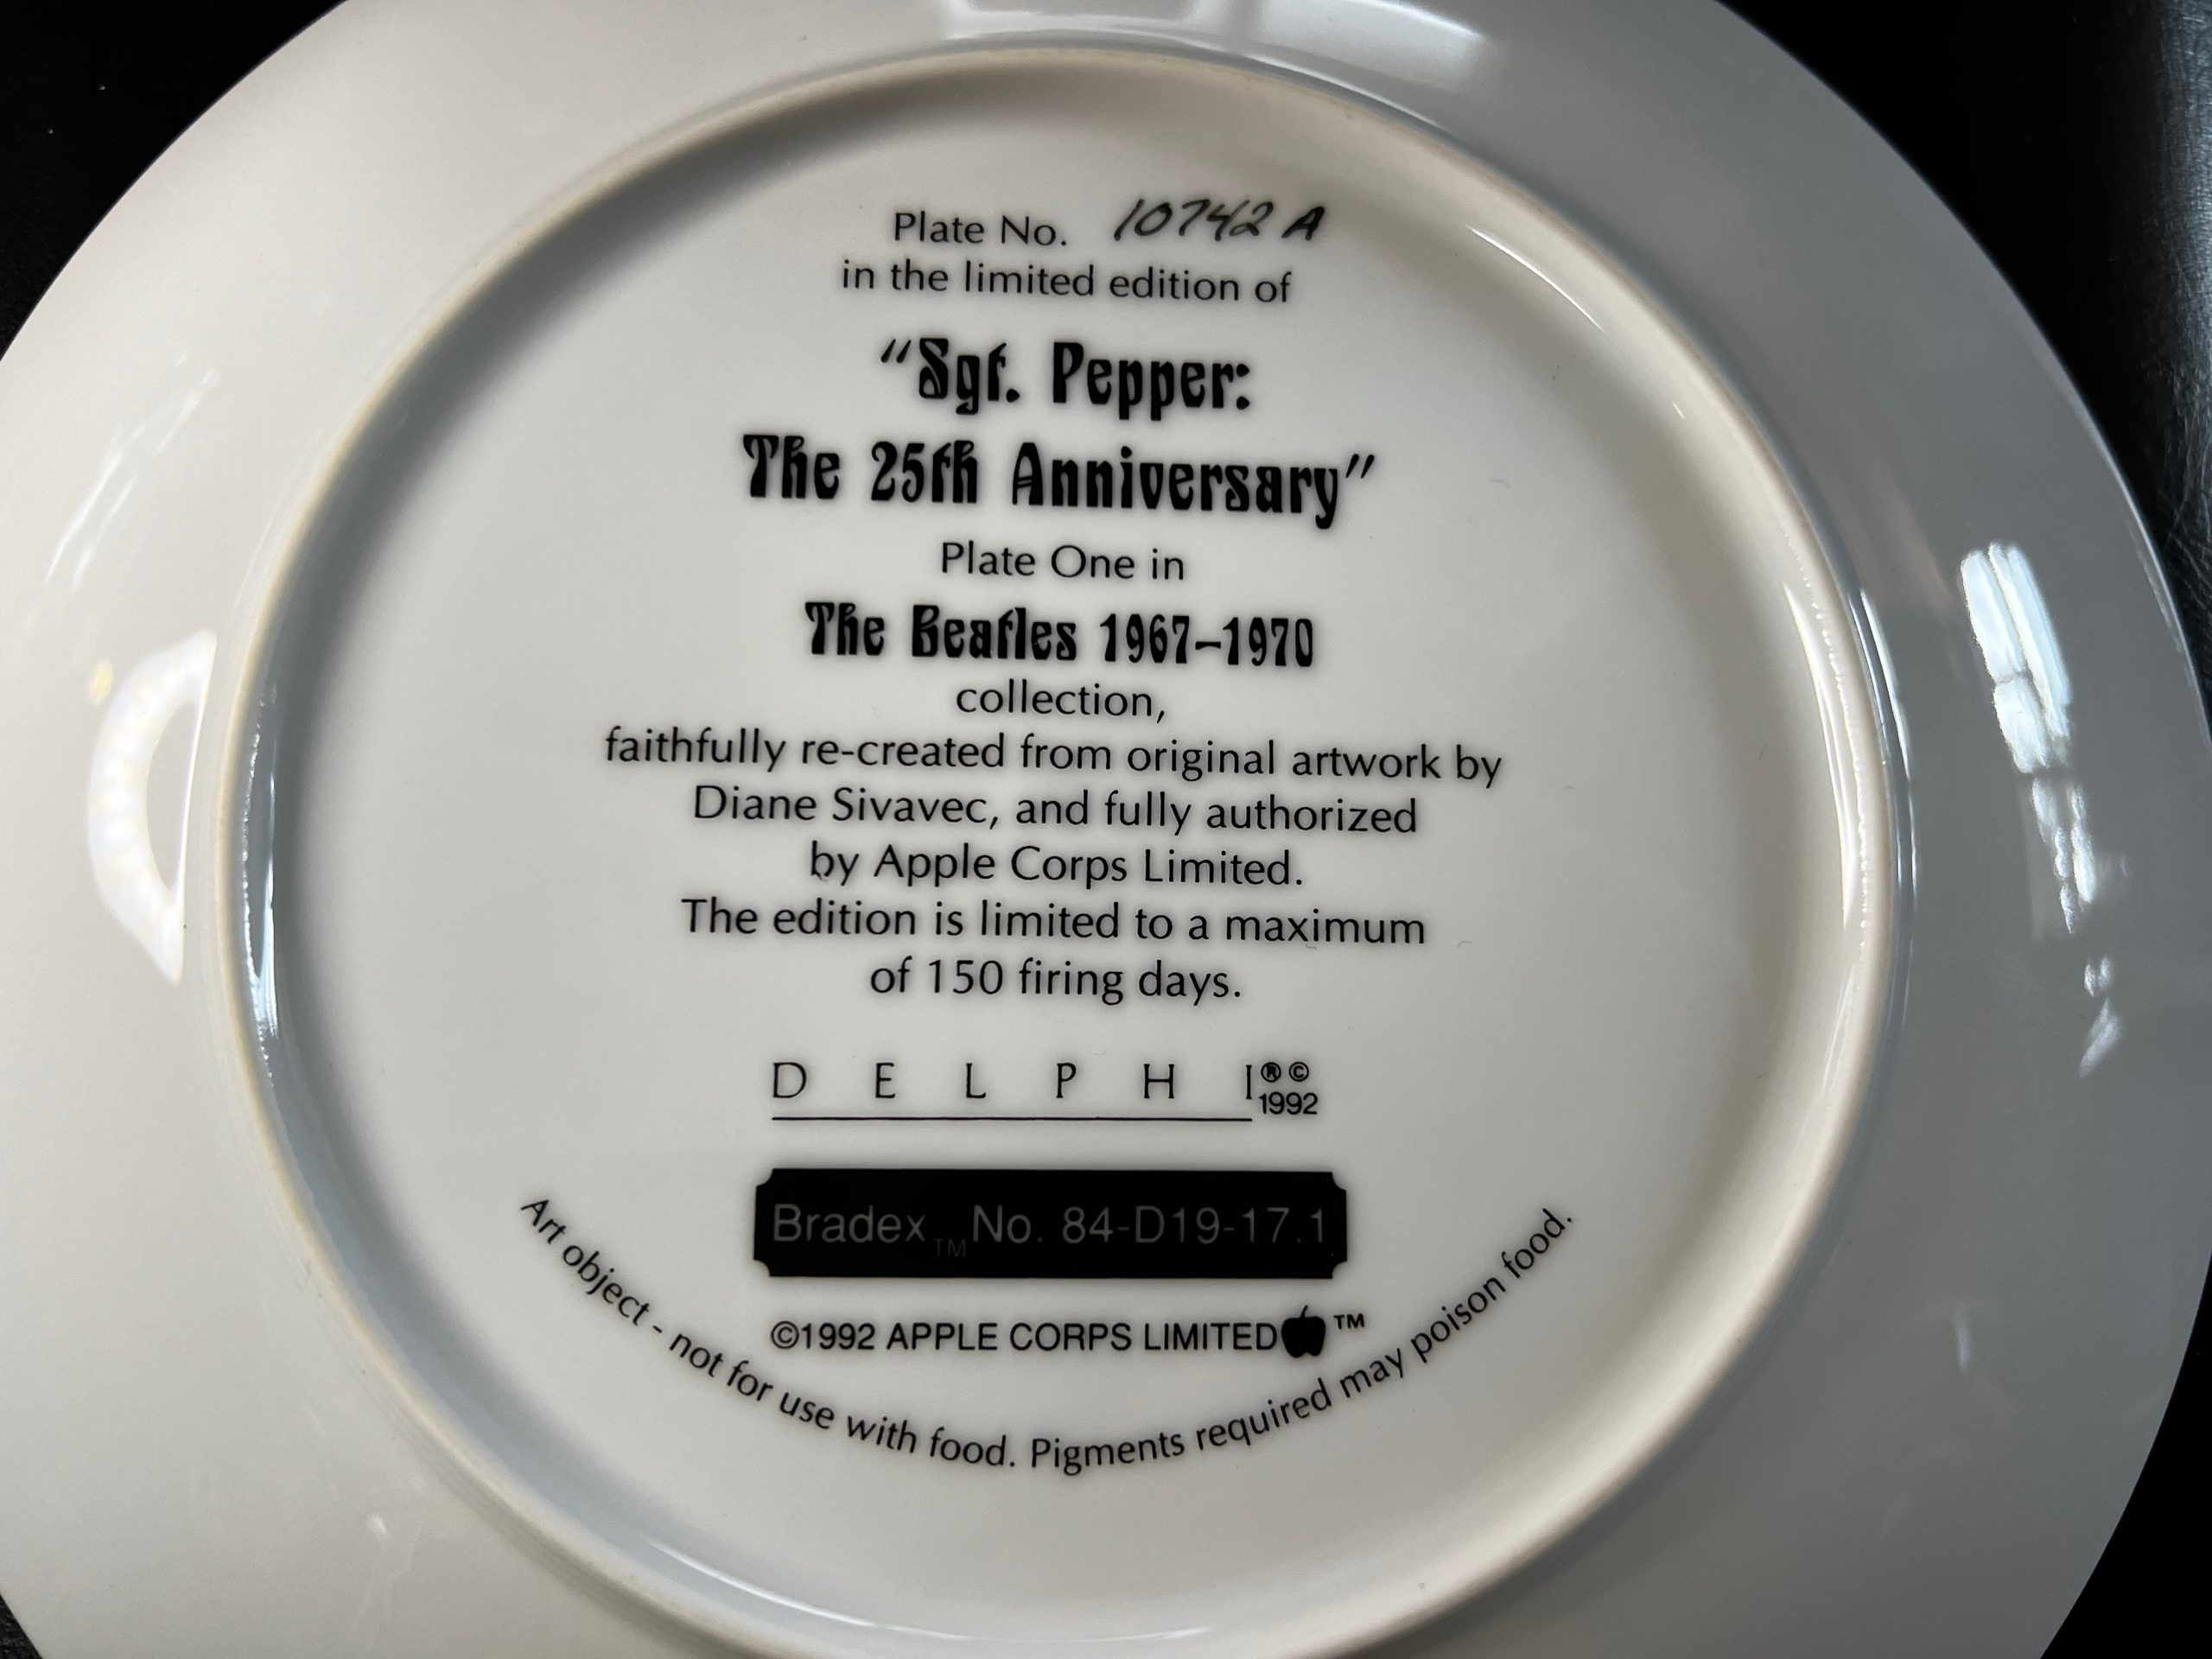 Plate No. 10742 A
in the limited edition of
"Sgt. Pepper:
The 25th Anniversary"
Plate One in
The Beatles 1967–1970
collection,
faithfully re-created from original artwork by
Diane Sivavec, and fully authorized
by Apple Corps Limited.
The edition is limited to a maximum
of 150 firing days.
DELPHI®©
1992
Bradex™ No. 84-D19-17.1
©1992 APPLE CORPS LIMITED ™
Art object - not for use with food. Pigments required may poison food.